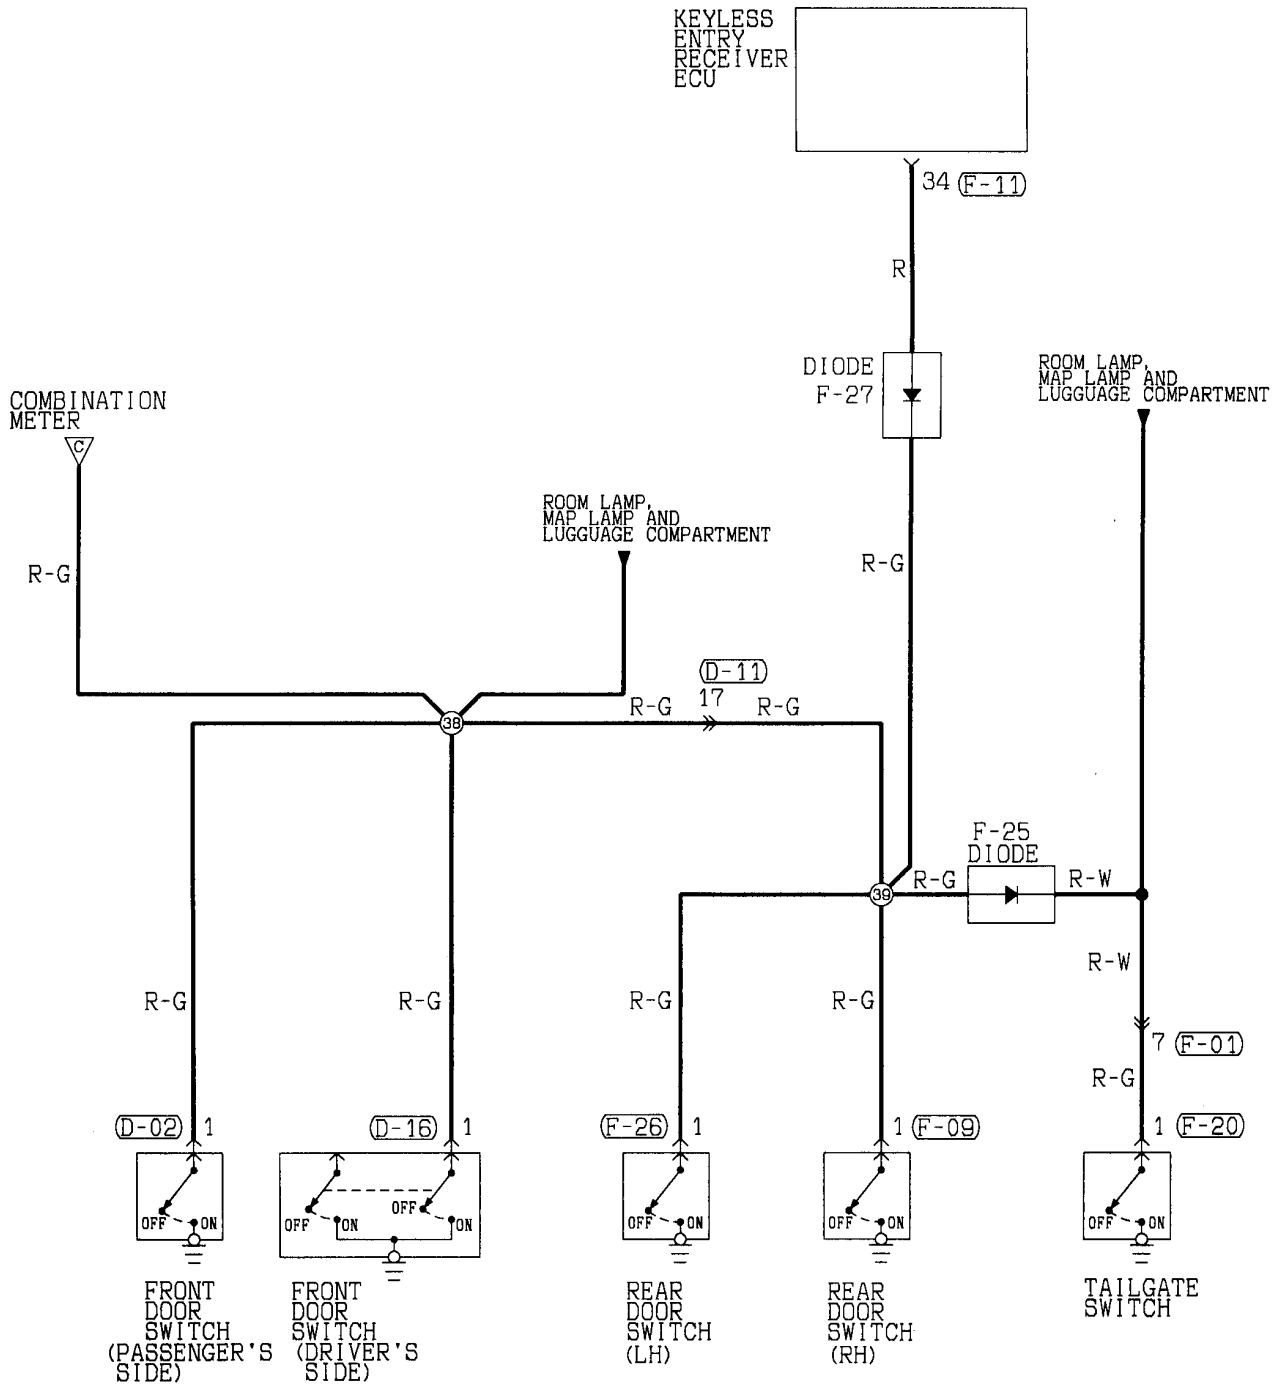 KEYLESS
ENTRY
RECEIVER
ECU
34 F-11
R
DIODE
F-27
ROOM LAMP,
MAP LAMP AND
LUGGUAGE COMPARTMENT
COMBINATION
METER
C
ROOM LAMP,
MAP LAMP AND
LUGGUAGE COMPARTMENT
R-G
R-G
D-11
17
R-G
R-G
38
F-25
DIODE
39
R-G
R-W
R-W
R-G
R-G
R-G
R-G
7 F-01
R-G
D-02 1
D-16 1
F-26 1
1 F-09
1 F-20
OFF ON
OFF ON
OFF ON
OFF ON
OFF ON
OFF ON
FRONT
DOOR
SWITCH
(PASSENGER'S
SIDE)
FRONT
DOOR
SWITCH
(DRIVER'S
SIDE)
REAR
DOOR
SWITCH
(LH)
REAR
DOOR
SWITCH
(RH)
TAILGATE
SWITCH